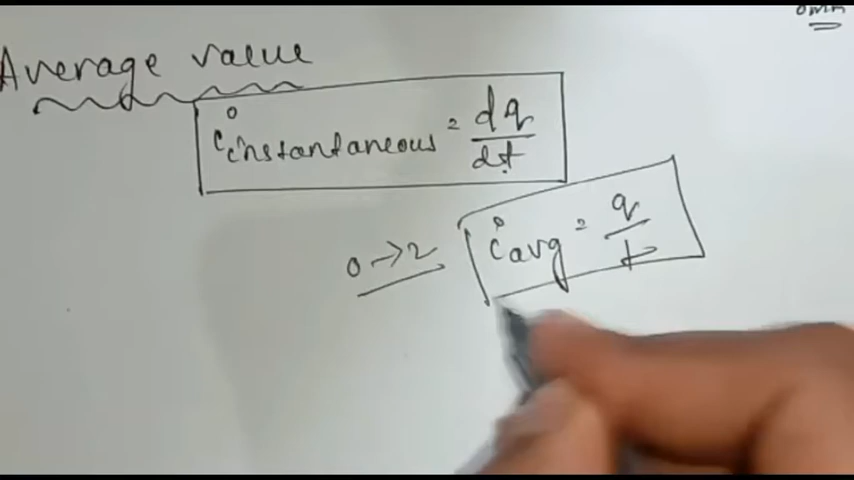 Average value
i instantaneous = dq/dt
0→2 i avg = q/t